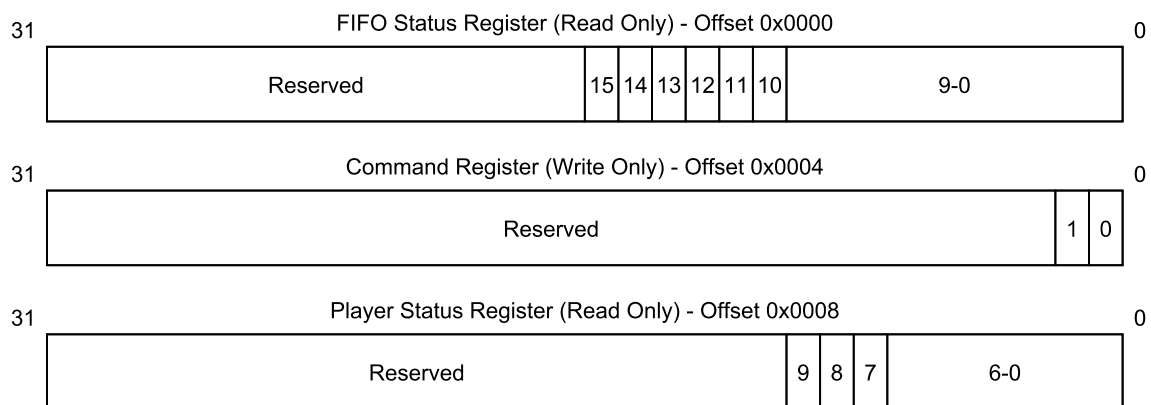 FIFO Status Register (Read Only) - Offset 0x0000
31 0
Reserved 15 14 13 12 11 10 9-0
Command Register (Write Only) - Offset 0x0004
31 0
Reserved 1 0
Player Status Register (Read Only) - Offset 0x0008
31 0
Reserved 9 8 7 6-0